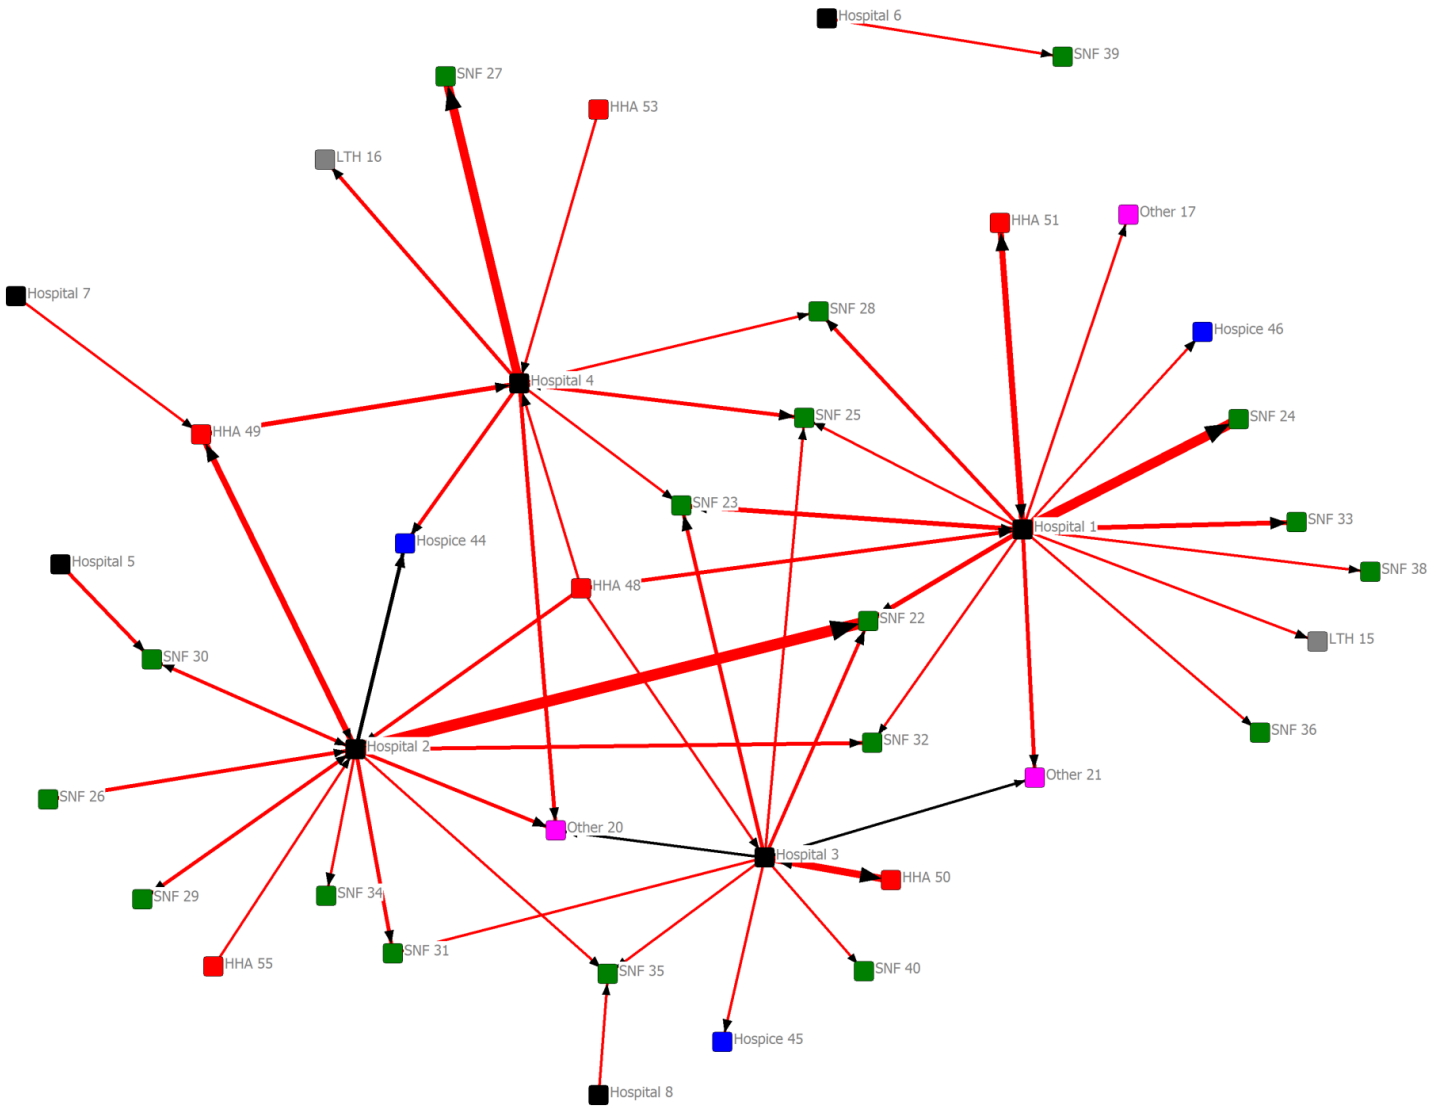 Hospital 6
SNF 39
SNF 27
HHA 53
LTH 16
Other 17
HHA 51
Hospital 7
SNF 28
Hospice 46
Hospital 4
SNF 25
SNF 24
HHA 49
SNF 23
SNF 33
Hospital 1
Hospice 44
Hospital 5
SNF 38
HHA 48
SNF 22
LTH 15
SNF 30
SNF 36
SNF 32
Hospital 2
Other 21
SNF 26
Other 20
Hospital 3
HHA 50
SNF 34
SNF 29
SNF 31
HHA 55
SNF 40
SNF 35
Hospice 45
Hospital 8